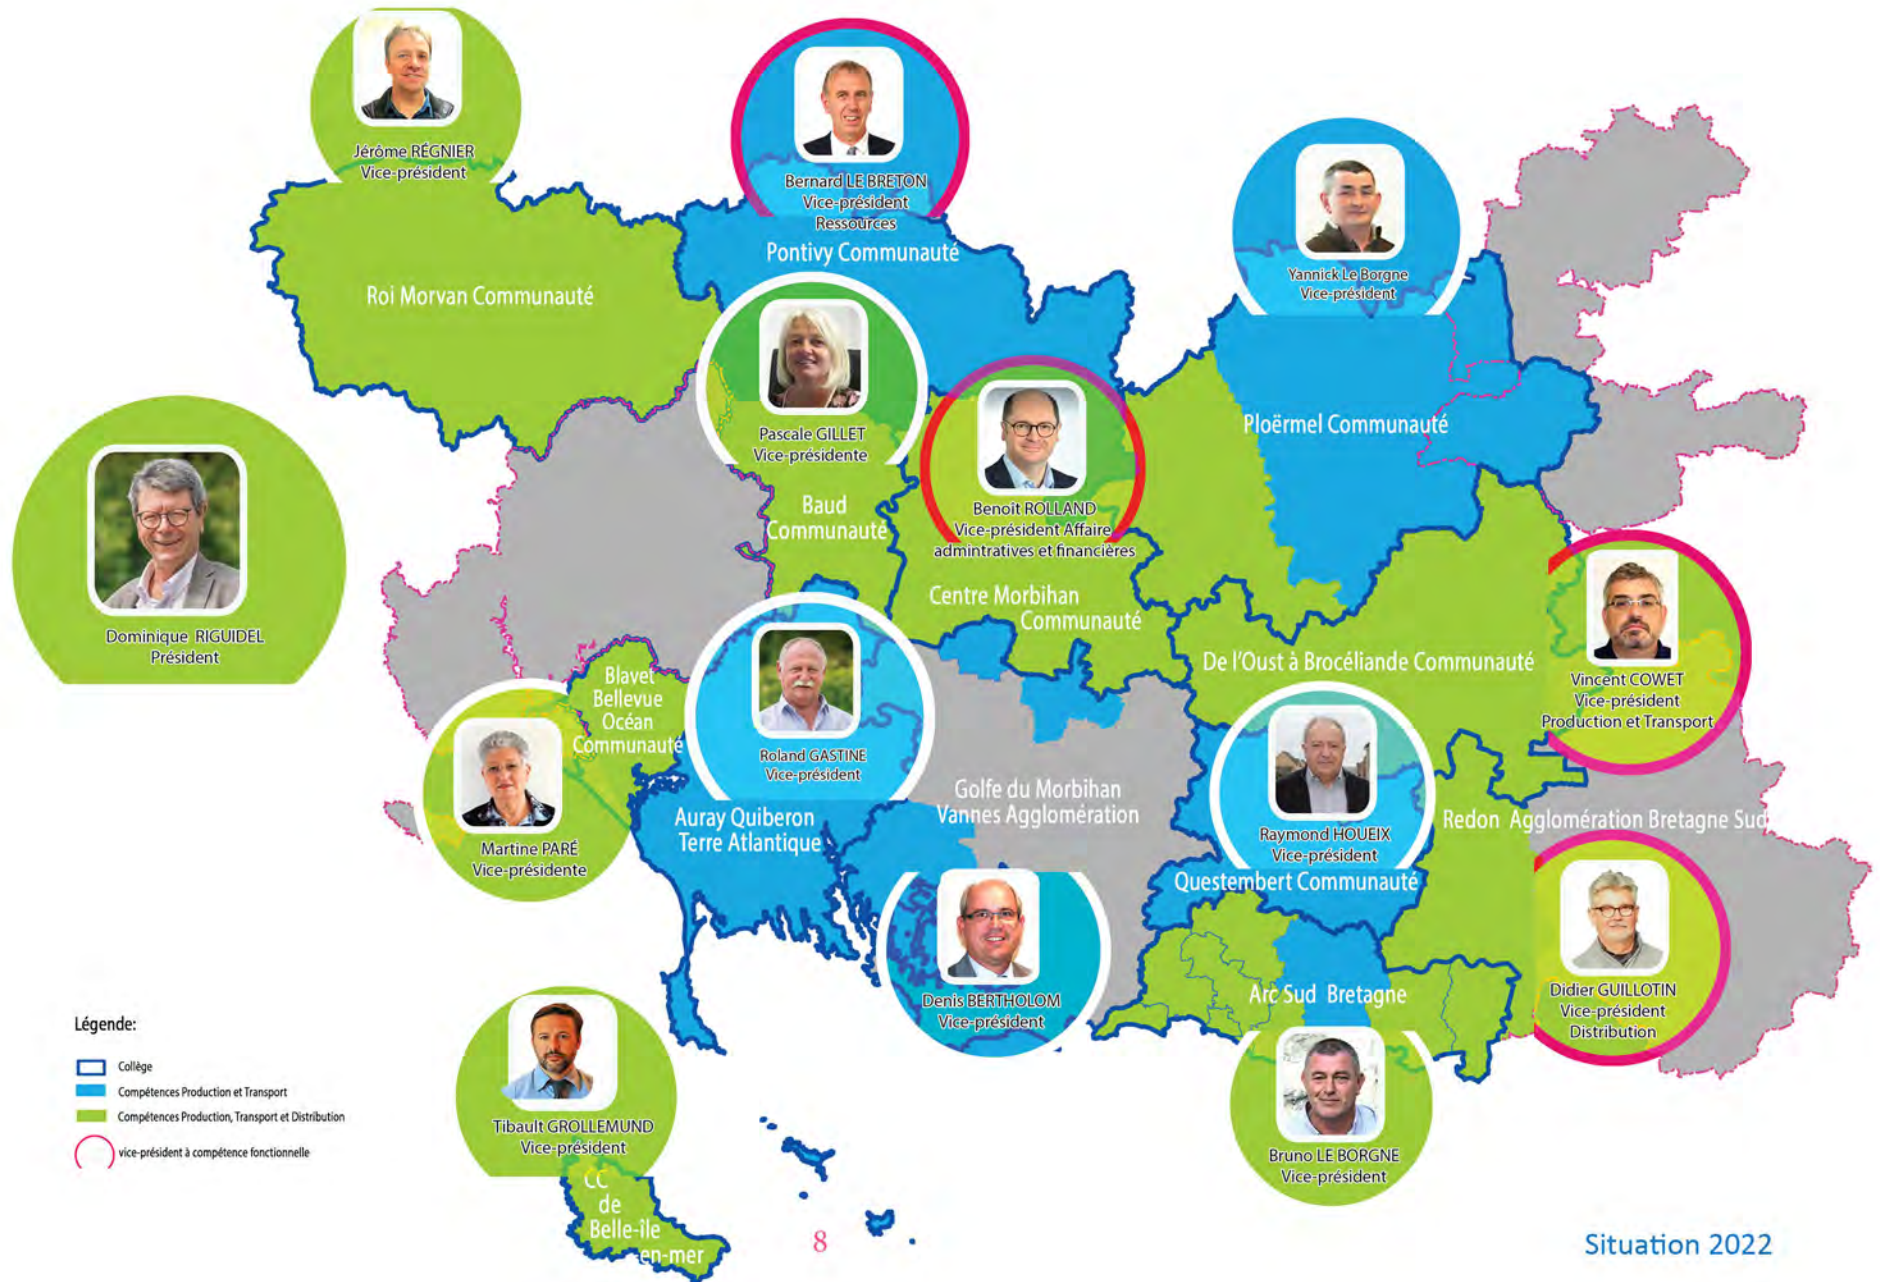 Jérôme RÉGNIER
Vice-président
Bernard LE BRETON
Vice-président
Ressources
Pontivy Communauté
Yannick Le Borgne
Vice-président
Roi Morvan Communauté
Pascale GILLET
Vice-présidente
Ploërmel Communauté
Baud
Communauté
Benoît ROLLAND
Vice-président Affaire
admintratives et financières
Dominique RIGUIDEL
Président
Centre Morbihan
Communauté
De l'Oust à Brocéliande Communauté
Vincent COWET
Vice-président
Production et Transport
Blavet
Bellevue
Océan
Communauté
Roland GASTINE
Vice-président
Martine PARÉ
Vice-présidente
Auray Quiberon
Terre Atlantique
Golfe du Morbihan
Vannes Agglomération
Raymond HOUEIX
Vice-président
Questembert Communauté
Redon Agglomération Bretagne Sud
Denis BERTHOLOM
Vice-président
Arc Sud Bretagne
Didier GUILLOTIN
Vice-président
Distribution
Bruno LE BORGNE
Vice-président
Tibault GROLLEMUND
Vice-président
CC
de
Belle-île
-en-mer
Légende:
Collège
Compétences Production et Transport
Compétences Production, Transport et Distribution
vice-président à compétence fonctionnelle
8
Situation 2022